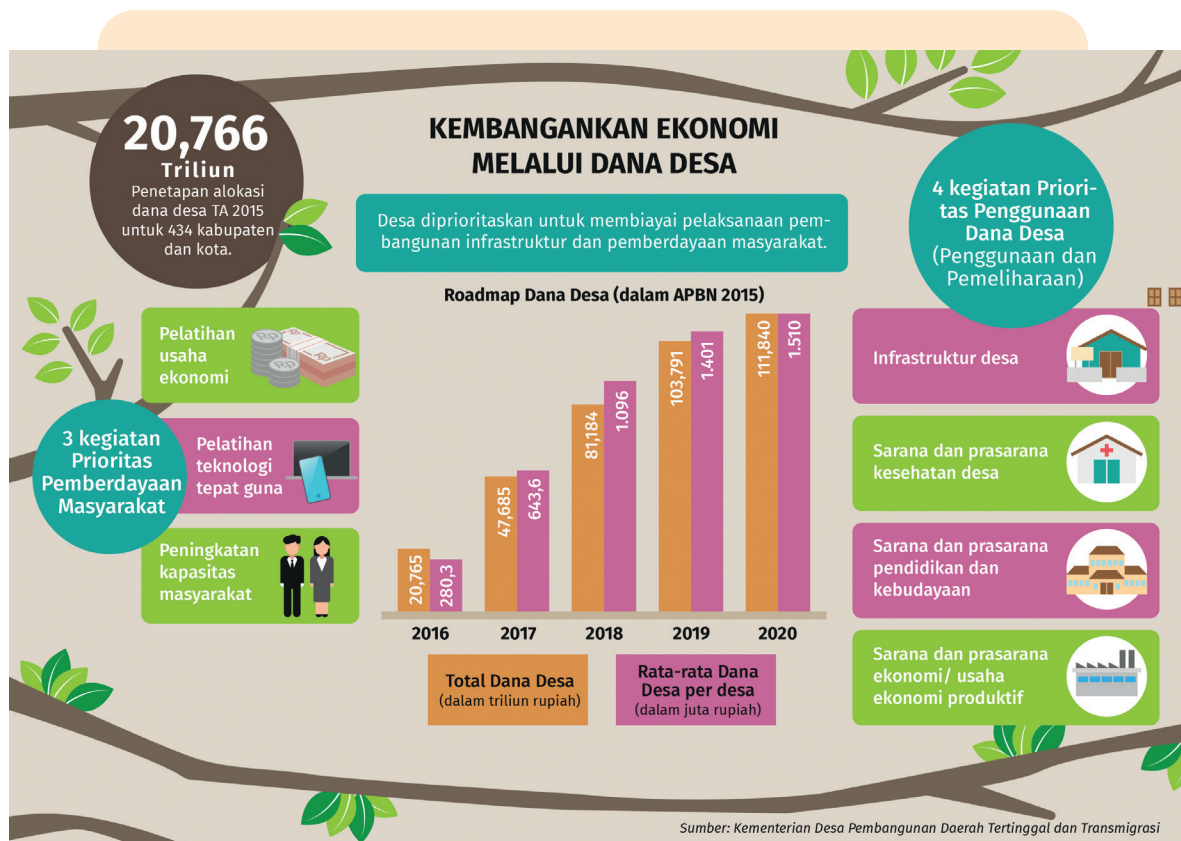 20,766
Triliun
Penetapan alokasi
dana desa TA 2015
untuk 434 kabupaten
dan kota.
KEMBANGANKAN EKONOMI
MELALUI DANA DESA
Desa diprioritaskan untuk membiayai pelaksanaan pem-
bangunan infrastruktur dan pemberdayaan masyarakat.
4 kegiatan Priori-
tas Penggunaan
Dana Desa
(Penggunaan dan
Pemeliharaan)
3 kegiatan
Prioritas
Pemberdayaan
Masyarakat
Pelatihan
usaha
ekonomi
Rp
Rp
Rp
Rp
Pelatihan
teknologi
tepat guna
Peningkatan
kapasitas
masyarakat
Roadmap Dana Desa (dalam APBN 2015)
20,765
280,3
47,685
643,6
81,184
1.096
103,791
1.401
111,840
1.510
2016
2017
2018
2019
2020
Total Dana Desa
(dalam triliun rupiah)
Rata-rata Dana
Desa per desa
(dalam juta rupiah)
Infrastruktur desa
Sarana dan prasarana
kesehatan desa
Sarana dan prasarana
pendidikan dan
kebudayaan
Sarana dan prasarana
ekonomi/ usaha
ekonomi produktif
Sumber: Kementerian Desa Pembangunan Daerah Tertinggal dan Transmigrasi